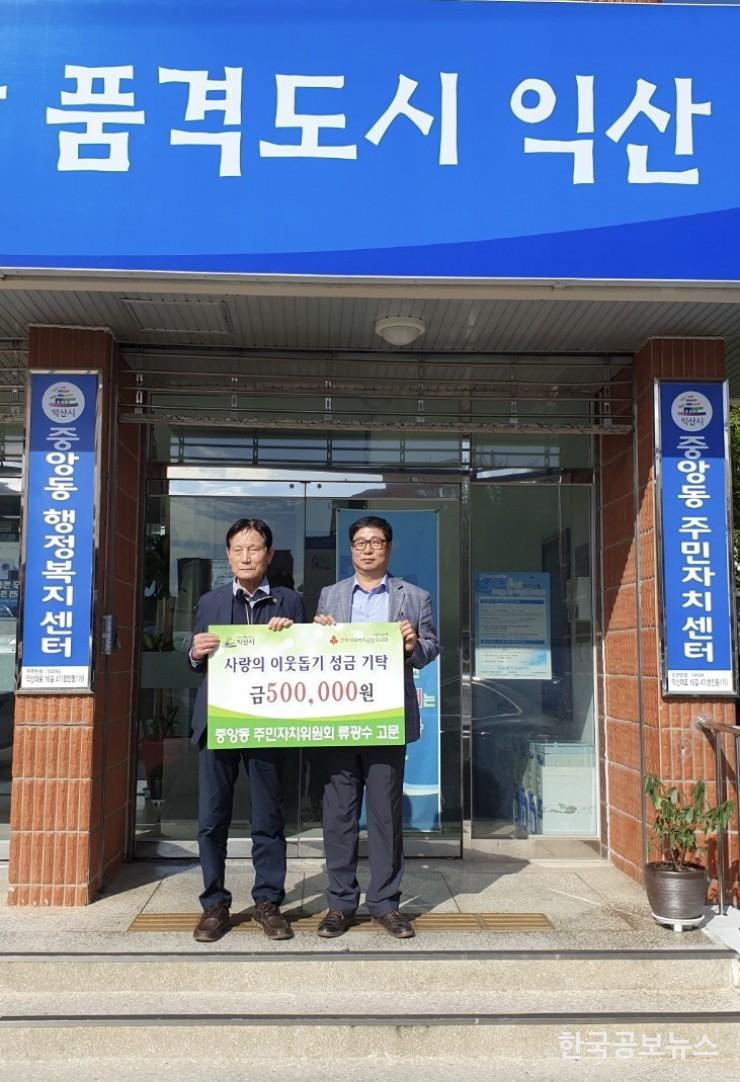 품격도시 익산
익산시
중앙동 행정복지센터
익산시
중앙동 주민자치센터
익산시
사랑의 이웃돕기 성금 기탁
금500,000원
중앙동 주민자치위원회 류광수 고문
한국공보뉴스